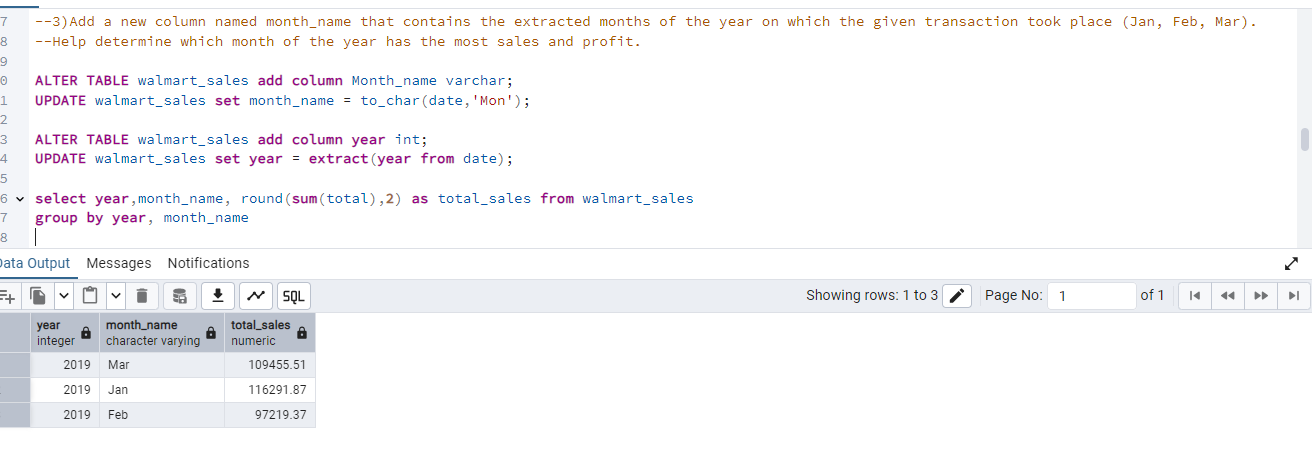 7 --3)Add a new column named month_name that contains the extracted months of the year on which the given transaction took place (Jan, Feb, Mar).
8 --Help determine which month of the year has the most sales and profit.
9
0 ALTER TABLE walmart_sales add column Month_name varchar;
1 UPDATE walmart_sales set month_name = to_char(date,'Mon');
2
3 ALTER TABLE walmart_sales add column year int;
4 UPDATE walmart_sales set year = extract(year from date);
5
6 select year,month_name, round(sum(total),2) as total_sales from walmart_sales
7 group by year, month_name
8
Data Output Messages Notifications
SQL Showing rows: 1 to 3 Page No: 1 of 1
year month_name total_sales
integer character varying numeric
2019 Mar 109455.51
2019 Jan 116291.87
2019 Feb 97219.37